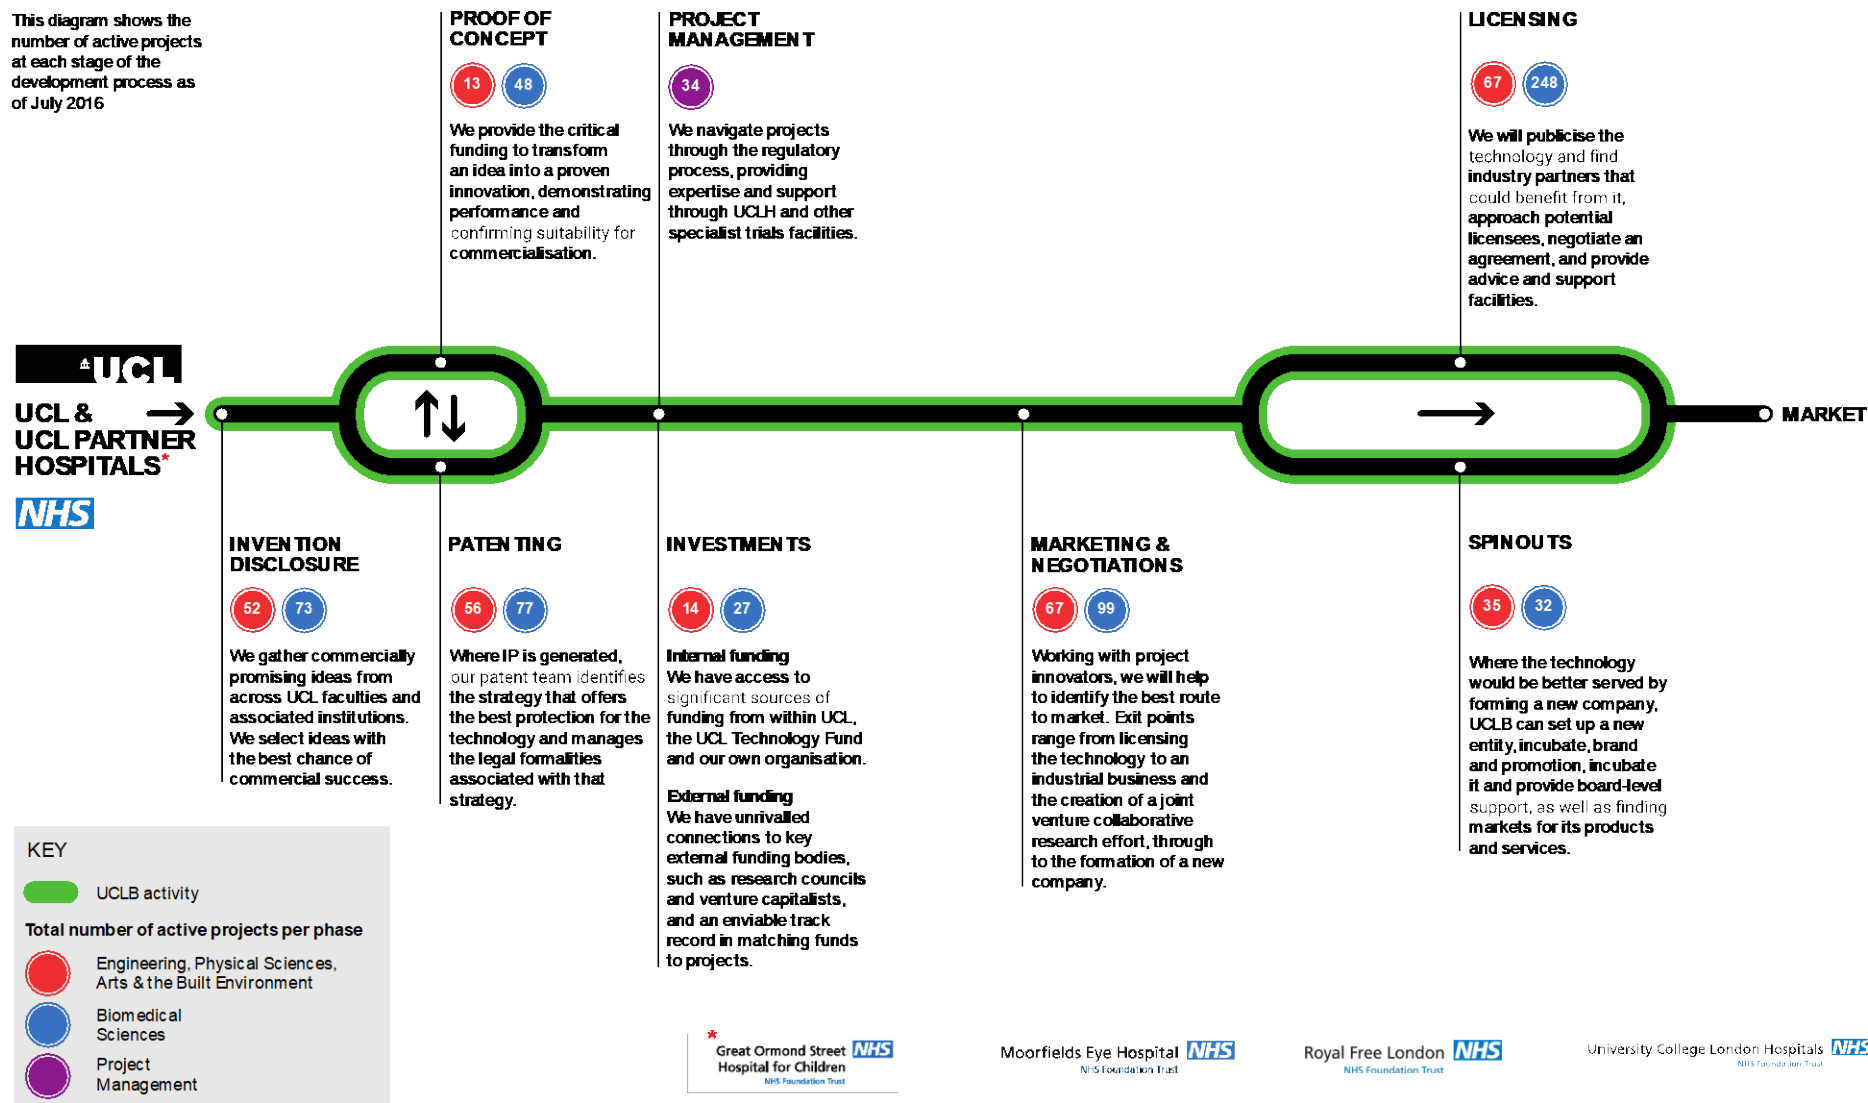 This diagram shows the
number of active projects
at each stage of the
development process as
of July 2016
PROOF OF
CONCEPT
13 48
We provide the critical
funding to transform
an idea into a proven
innovation, demonstrating
performance and
confirming suitability for
commercialisation.
PROJECT
MANAGEMENT
34
We navigate projects
through the regulatory
process, providing
expertise and support
through UCLH and other
specialist trials facilities.
LICENSING
67 248
We will publicise the
technology and find
industry partners that
could benefit from it,
approach potential
licensees, negotiate an
agreement, and provide
advice and support
facilities.
UCL
UCL &
UCL PARTNER
HOSPITALS*
NHS
MARKET
INVENTION
DISCLOSURE
52 73
We gather commercially
promising ideas from
across UCL faculties and
associated institutions.
We select ideas with
the best chance of
commercial success.
PATENTING
56 77
Where IP is generated,
our patent team identifies
the strategy that offers
the best protection for the
technology and manages
the legal formalities
associated with that
strategy.
INVESTMENTS
14 27
Internal funding
We have access to
significant sources of
funding from within UCL,
the UCL Technology Fund
and our own organisation.
External funding
We have unrivalled
connections to key
external funding bodies,
such as research councils
and venture capitalists,
and an enviable track
record in matching funds
to projects.
MARKETING &
NEGOTIATIONS
67 99
Working with project
innovators, we will help
to identify the best route
to market. Exit points
range from licensing
the technology to an
industrial business and
the creation of a joint
venture collaborative
research effort, through
to the formation of a new
company.
SPINOUTS
35 32
Where the technology
would be better served by
forming a new company,
UCLB can set up a new
entity, incubate, brand
and promotion, incubate
it and provide board-level
support, as well as finding
markets for its products
and services.
KEY
UCLB activity
Total number of active projects per phase
Engineering, Physical Sciences,
Arts & the Built Environment
Biomedical
Sciences
Project
Management
*
Great Ormond Street NHS
Hospital for Children
NHS Foundation Trust
Moorfields Eye Hospital NHS
NHS Foundation Trust
Royal Free London NHS
NHS Foundation Trust
University College London Hospitals NHS
NHS Foundation Trust